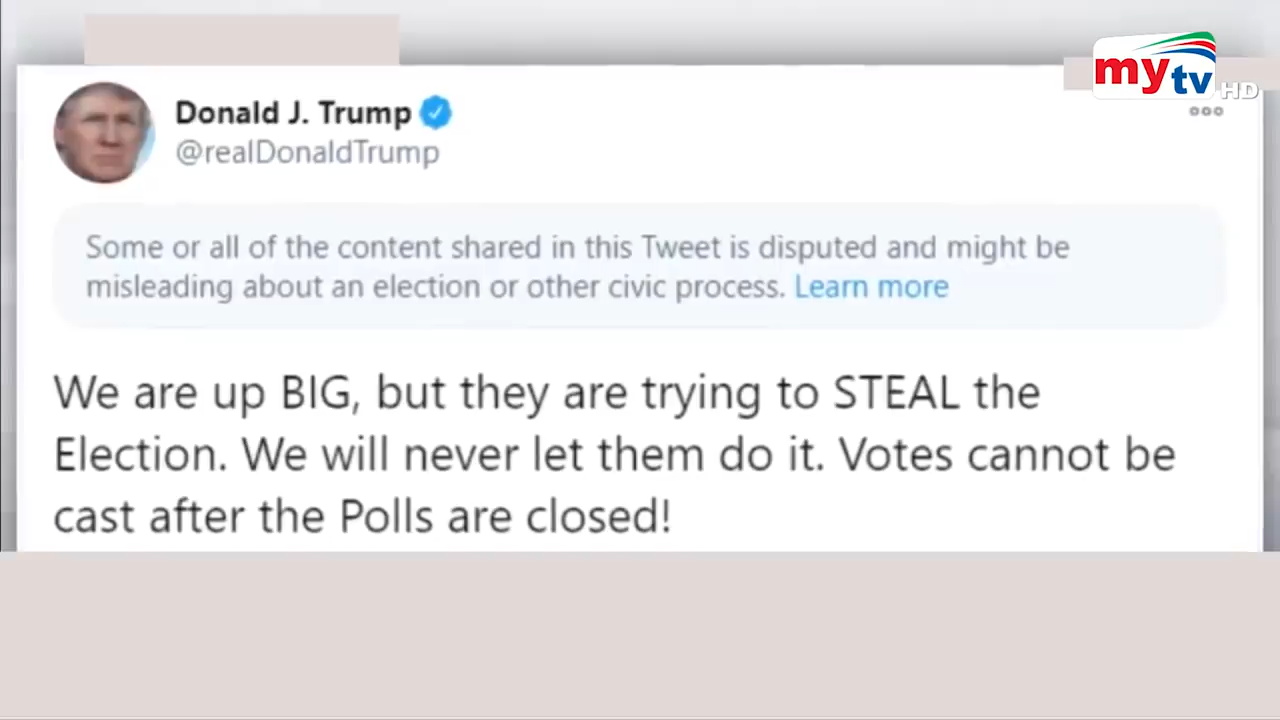 my tv HD
Donald J. Trump
@realDonaldTrump
Some or all of the content shared in this Tweet is disputed and might be
misleading about an election or other civic process. Learn more
We are up BIG, but they are trying to STEAL the
Election. We will never let them do it. Votes cannot be
cast after the Polls are closed!